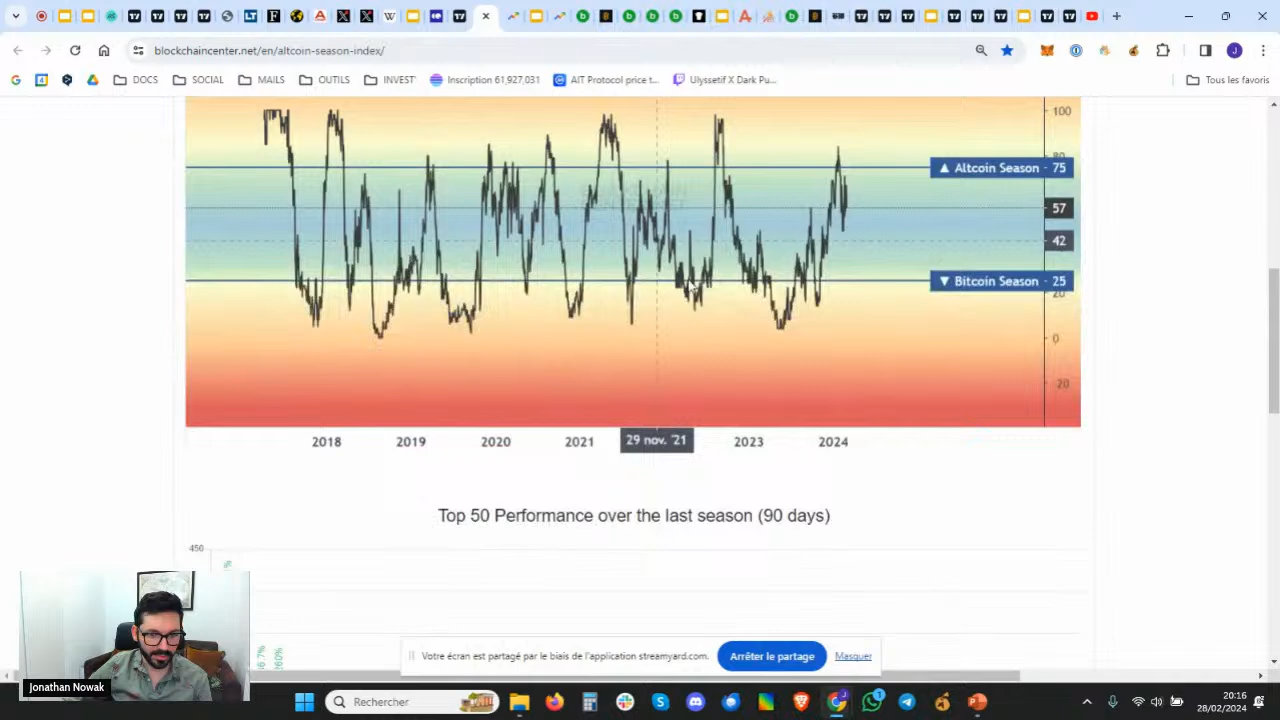 blockchaincenter.net/en/altcoin-season-index/
DOCS
SOCIAL
MAILS
OUTILS
INVEST
Inscription 61,927,031
AIT Protocol price t...
Ulyssetif X Dark Pu...
Tous les favoris
100
80
▲ Altcoin Season - 75
57
42
▼ Bitcoin Season - 25
20
0
-20
2018
2019
2020
2021
29 nov. '21
2023
2024
Top 50 Performance over the last season (90 days)
450
Votre écran est partagé par le biais de l'application streamyard.com.
Arrêter le partage
Masquer
Jonathan Nowak
Rechercher
20:16
28/02/2024